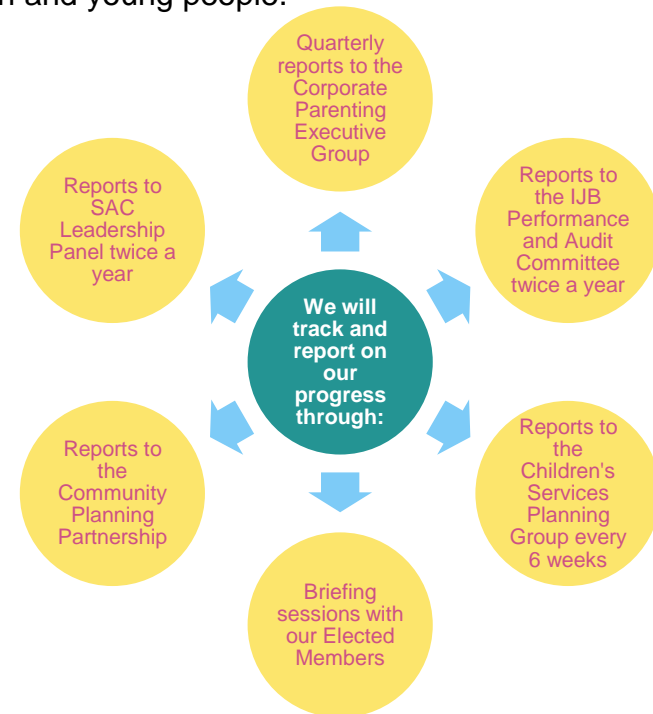 n and young people.
Quarterly
reports to the
Corporate
Parenting
Executive
Group
Reports to
the IJB
Performance
and Audit
Committee
twice a year
Reports to
the
Children's
Services
Planning
Group every
6 weeks
Briefing
sessions with
our Elected
Members
Reports to
the
Community
Planning
Partnership
Reports to
SAC
Leadership
Panel twice a
year
We will
track and
report on
our
progress
through: